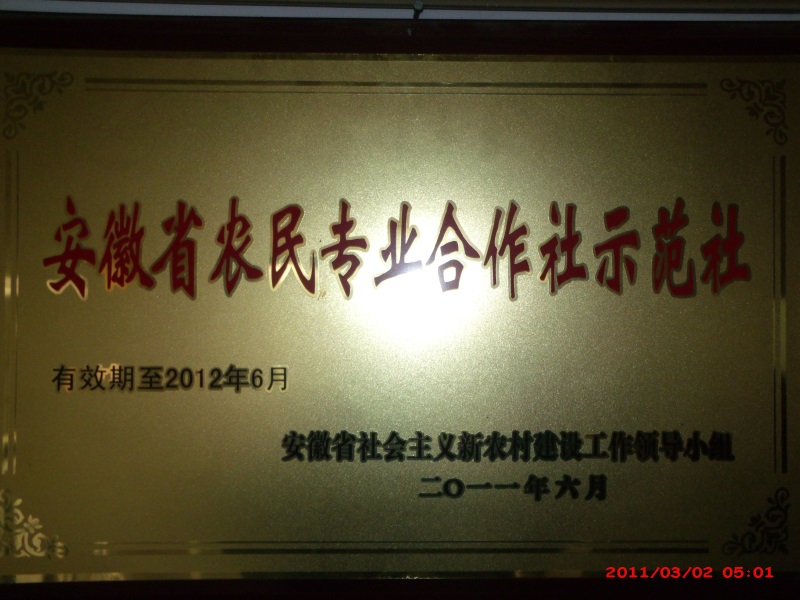 安徽省农民专业合作社示范社
有效期至2012年6月
安徽省社会主义新农村建设工作领导小组
二〇一一年六月
2011/03/02 05:01